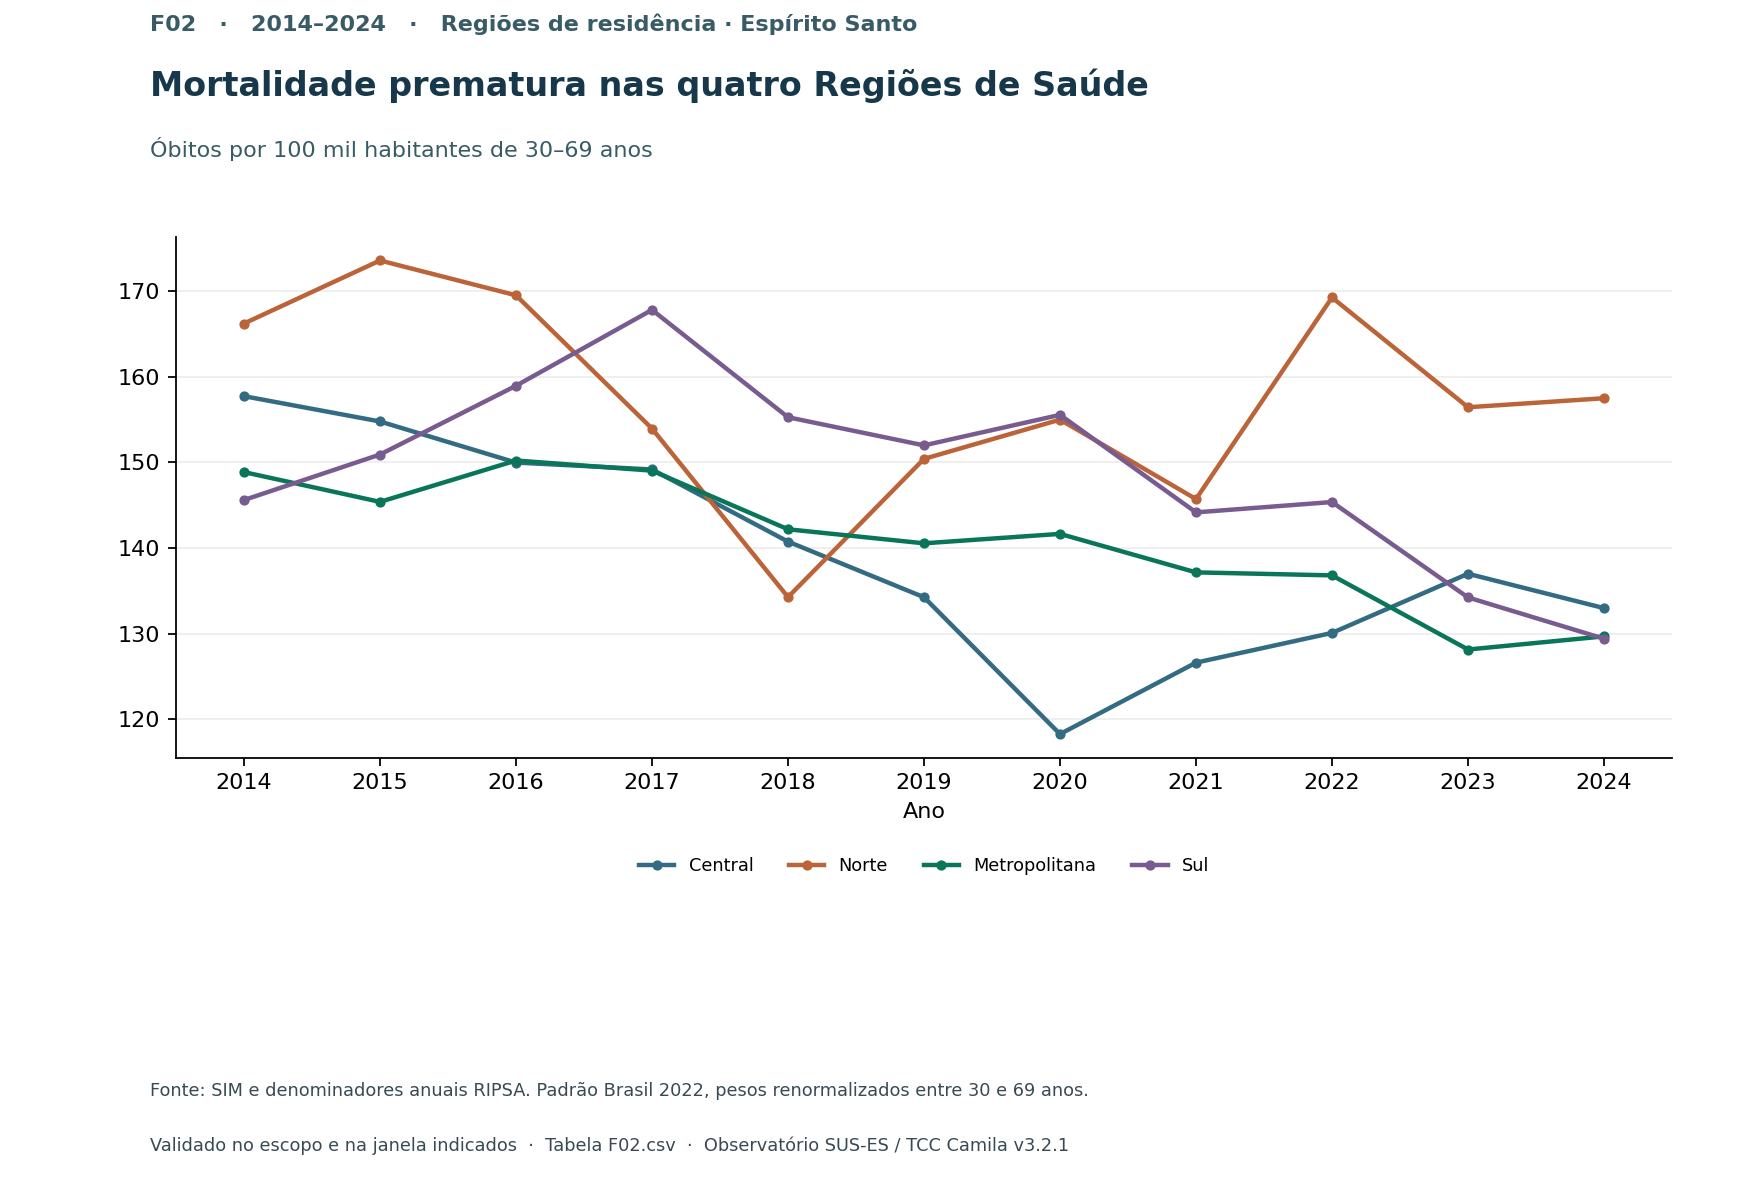 F02 · 2014–2024 · Regiões de residência · Espírito Santo
Mortalidade prematura nas quatro Regiões de Saúde
Óbitos por 100 mil habitantes de 30–69 anos
170
160
150
140
130
120
2014 2015 2016 2017 2018 2019 2020 2021 2022 2023 2024
Ano
Central Norte Metropolitana Sul
Fonte: SIM e denominadores anuais RIPSA. Padrão Brasil 2022, pesos renormalizados entre 30 e 69 anos.
Validado no escopo e na janela indicados · Tabela F02.csv · Observatório SUS-ES / TCC Camila v3.2.1